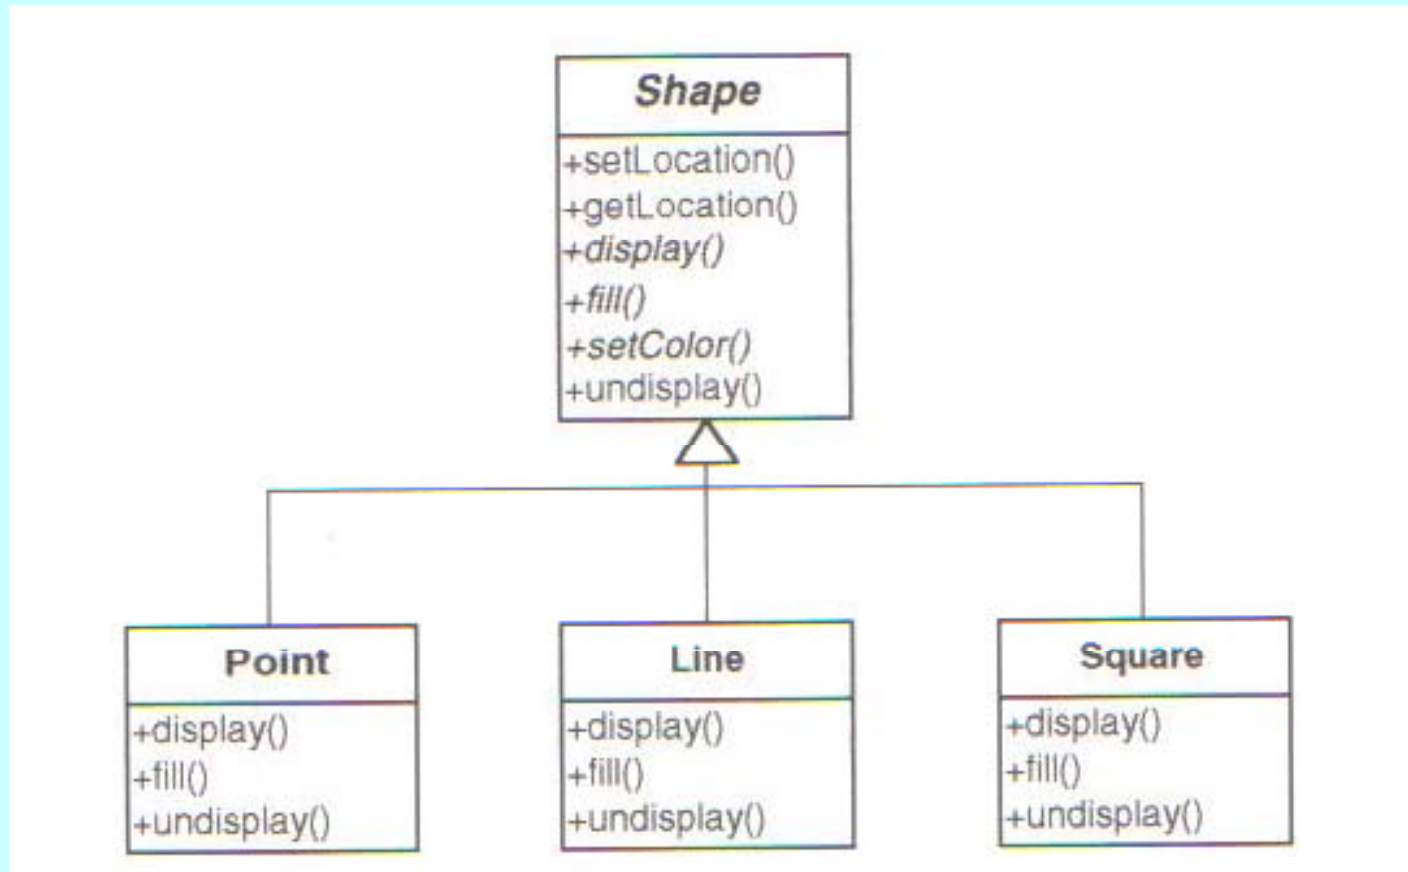 Shape
+setLocation()
+getLocation()
+display()
+fill()
+setColor()
+undisplay()
Point
+display()
+fill()
+undisplay()
Line
+display()
+fill()
+undisplay()
Square
+display()
+fill()
+undisplay()